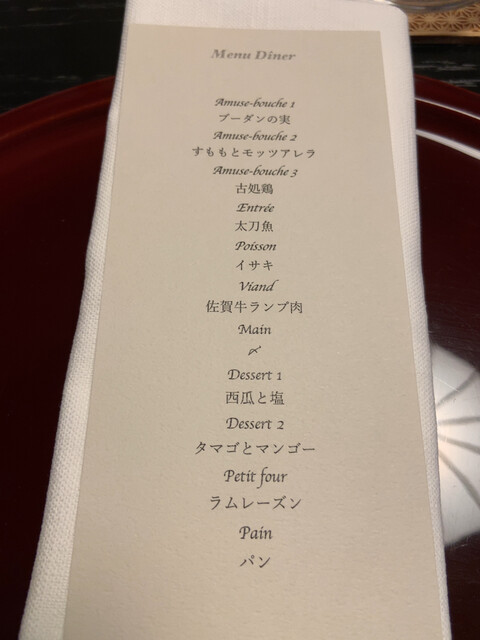 Menu Dîner
Amuse-bouche 1
ブーダンの実
Amuse-bouche 2
すももとモッツアレラ
Amuse-bouche 3
古処鶏
Entrée
太刀魚
Poisson
イサキ
Viand
佐賀牛ランプ肉
Main
〆
Dessert 1
西瓜と塩
Dessert 2
タマゴとマンゴー
Petit four
ラムレーズン
Pain
パン